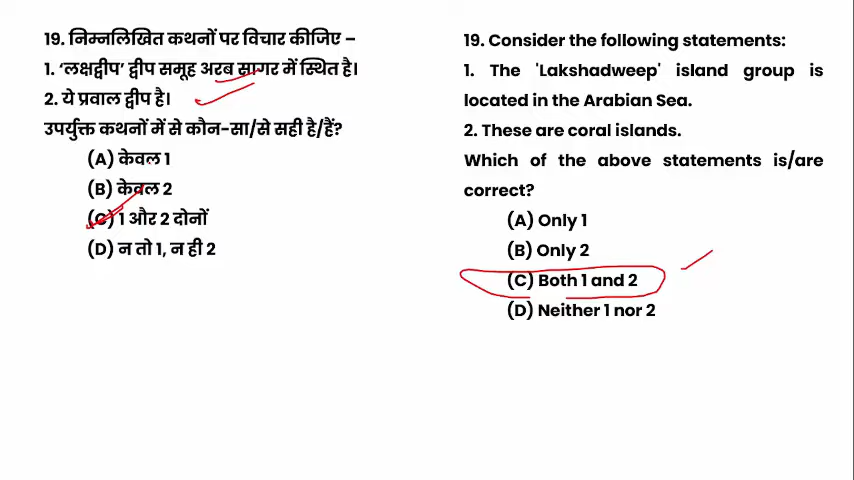 19. निम्नलिखित कथनों पर विचार कीजिए –
1. ‘लक्षद्वीप’ द्वीप समूह अरब सागर में स्थित है।
2. ये प्रवाल द्वीप है।
उपर्युक्त कथनों में से कौन-सा/से सही है/हैं?
(A) केवल 1
(B) केवल 2
(C) 1 और 2 दोनों
(D) न तो 1, न ही 2
19. Consider the following statements:
1. The 'Lakshadweep' island group is
located in the Arabian Sea.
2. These are coral islands.
Which of the above statements is/are
correct?
(A) Only 1
(B) Only 2
(C) Both 1 and 2
(D) Neither 1 nor 2